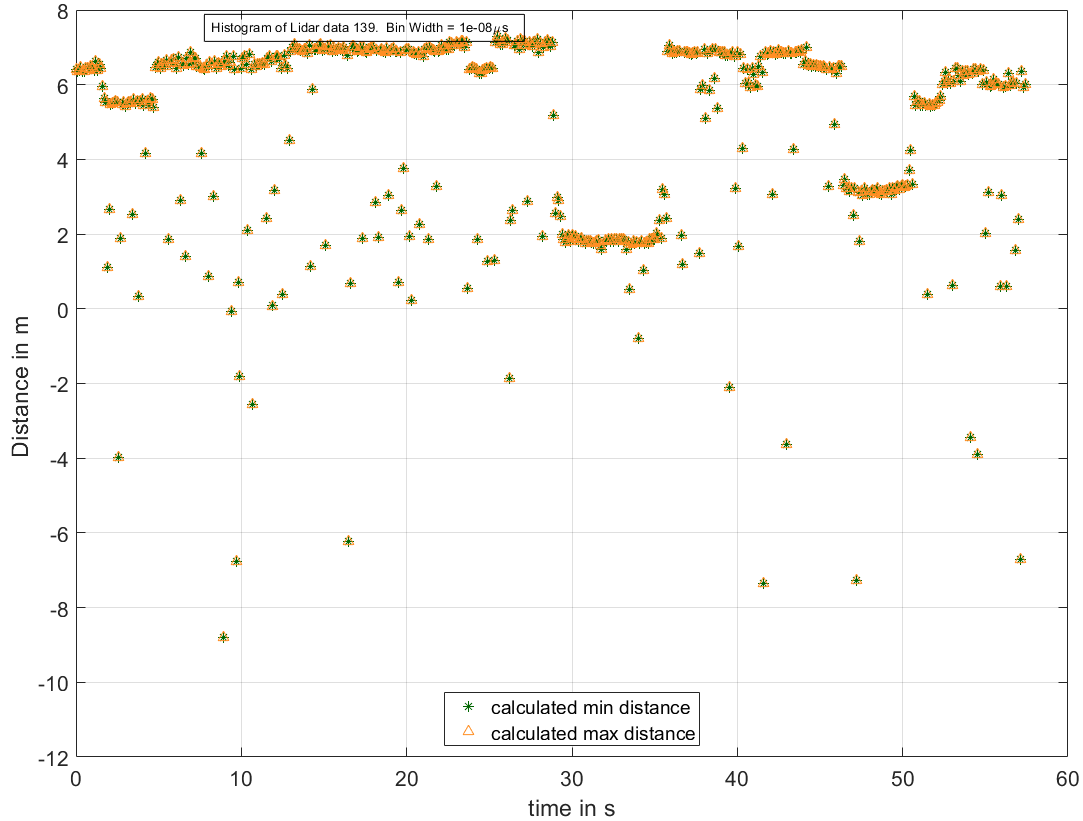 Histogram of Lidar data 139. Bin Width = 1e-08μs
8
6
4
2
0
-2
-4
-6
-8
-10
-12
Distance in m
calculated min distance
calculated max distance
0 10 20 30 40 50 60
time in s